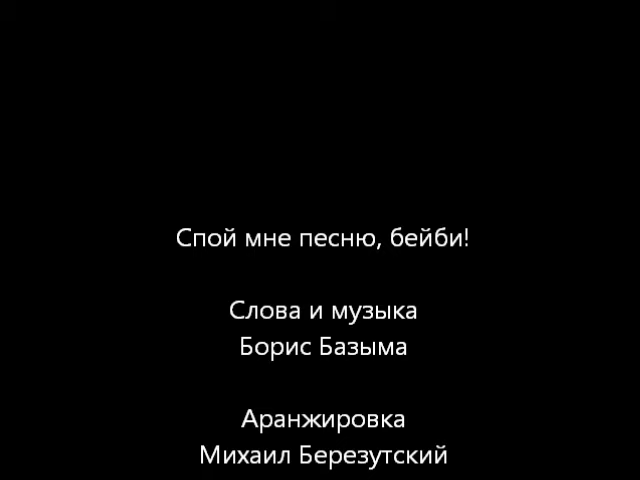 Спой мне песню, бейби!
Слова и музыка
Борис Базыма
Аранжировка
Михаил Березутский